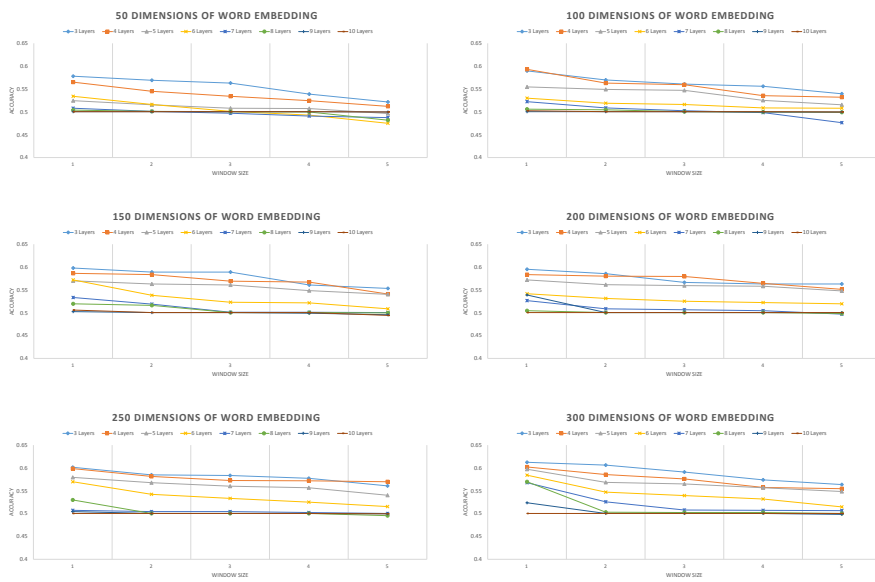 50 DIMENSIONS OF WORD EMBEDDING
3 Layers 4 Layers 5 Layers 6 Layers 7 Layers 8 Layers 9 Layers 10 Layers
0.65
0.6
0.55
0.5
0.45
0.4
ACCURACY
1 2 3 4 5
WINDOW SIZE
100 DIMENSIONS OF WORD EMBEDDING
3 Layers 4 Layers 5 Layers 6 Layers 7 Layers 8 Layers 9 Layers 10 Layers
0.65
0.6
0.55
0.5
0.45
0.4
ACCURACY
1 2 3 4 5
WINDOW SIZE
150 DIMENSIONS OF WORD EMBEDDING
3 Layers 4 Layers 5 Layers 6 Layers 7 Layers 8 Layers 9 Layers 10 Layers
0.65
0.6
0.55
0.5
0.45
0.4
ACCURACY
1 2 3 4 5
WINDOW SIZE
200 DIMENSIONS OF WORD EMBEDDING
3 Layers 4 Layers 5 Layers 6 Layers 7 Layers 8 Layers 9 Layers 10 Layers
0.65
0.6
0.55
0.5
0.45
0.4
ACCURACY
1 2 3 4 5
WINDOW SIZE
250 DIMENSIONS OF WORD EMBEDDING
3 Layers 4 Layers 5 Layers 6 Layers 7 Layers 8 Layers 9 Layers 10 Layers
0.65
0.6
0.55
0.5
0.45
0.4
ACCURACY
1 2 3 4 5
WINDOW SIZE
300 DIMENSIONS OF WORD EMBEDDING
3 Layers 4 Layers 5 Layers 6 Layers 7 Layers 8 Layers 9 Layers 10 Layers
0.65
0.6
0.55
0.5
0.45
0.4
ACCURACY
1 2 3 4 5
WINDOW SIZE